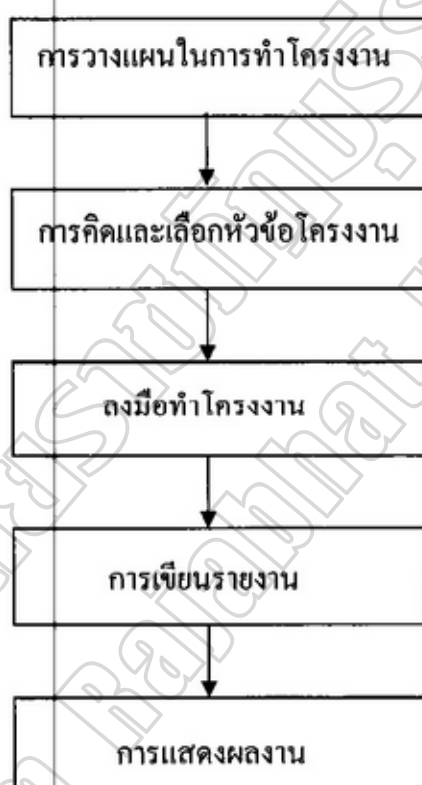 การวางแผนในการทำโครงงาน
การคิดและเลือกหัวข้อโครงงาน
ลงมือทำโครงงาน
การเขียนรายงาน
การแสดงผลงาน